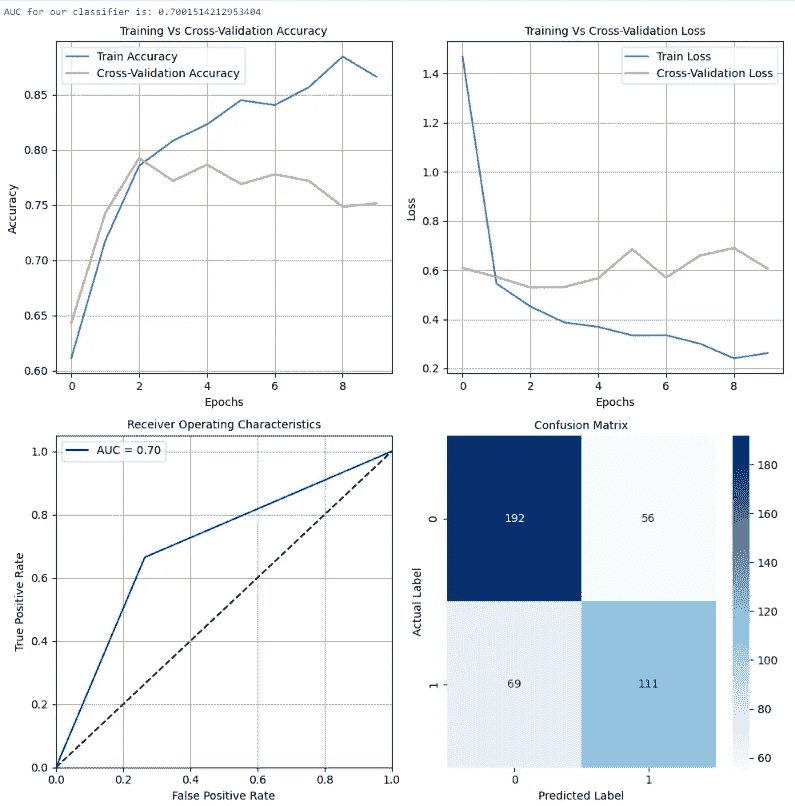 AUC for our classifier is: 0.7001514212953404
Training Vs Cross-Validation Accuracy
Train Accuracy
Cross-Validation Accuracy
0.85
0.80
0.75
0.70
0.65
0.60
Accuracy
0 2 4 6 8
Epochs
Training Vs Cross-Validation Loss
Train Loss
Cross-Validation Loss
1.4
1.2
1.0
0.8
0.6
0.4
0.2
Loss
0 2 4 6 8
Epochs
Receiver Operating Characteristics
AUC = 0.70
1.0
0.8
0.6
0.4
0.2
0.0
True Positive Rate
0.0 0.2 0.4 0.6 0.8 1.0
False Positive Rate
Confusion Matrix
0
1
Actual Label
192 56
69 111
0 1
Predicted Label
180
160
140
120
100
80
60